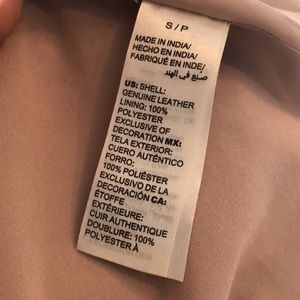 S / P
MADE IN INDIA/
HECHO EN INDIA/
FABRIQUÉ EN INDE/
صنع في الهند
US: SHELL:
GENUINE LEATHER
LINING: 100%
POLYESTER
EXCLUSIVE OF
DECORATION MX:
TELA EXTERIOR:
CUERO AUTÉNTICO
FORRO:
100% POLIÉSTER
EXCLUSIVO DE LA
DECORACIÓN CA:
ÉTOFFE
EXTÉRIEURE:
CUIR AUTHENTIQUE
DOUBLURE: 100%
POLYESTER À